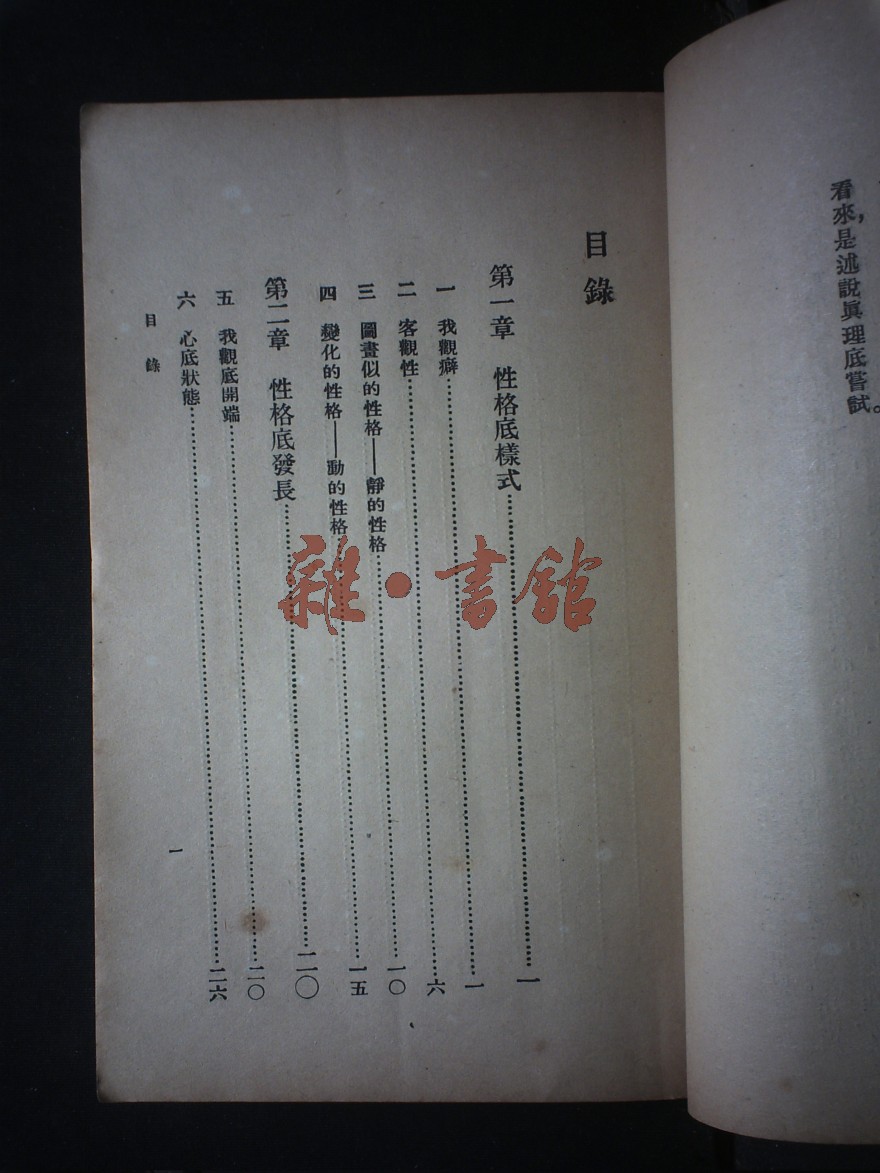 看來，是述說眞理底嘗試。
目錄
第一章 性格底樣式……一
一 我觀癖……一
二 客觀性……六
三 圖畫似的性格——靜的性格……一〇
四 變化的性格——動的性格……一五
第二章 性格底發長……二〇
五 我觀底開端……二〇
六 心底狀態……二六
目錄
一
雜·書館